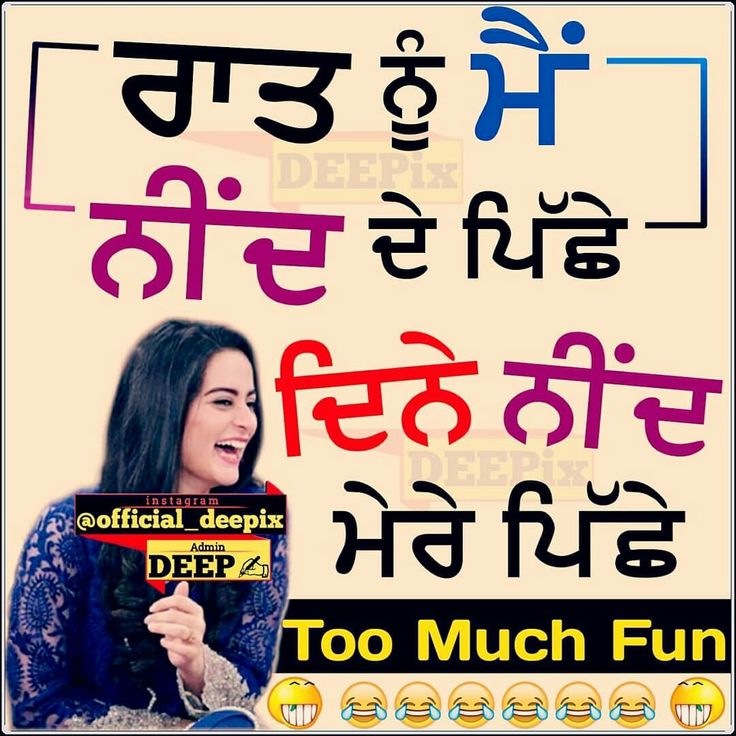 ਰਾਤ ਨੂੰ ਮੈਂ
DEEPix
ਨੀਂਦ ਦੇ ਪਿੱਛੇ
ਦਿਨੇ ਨੀਂਦ
DEEPix
instagram
@official_deepix
Admin
DEEP
ਮੇਰੇ ਪਿੱਛੇ
Too Much Fun